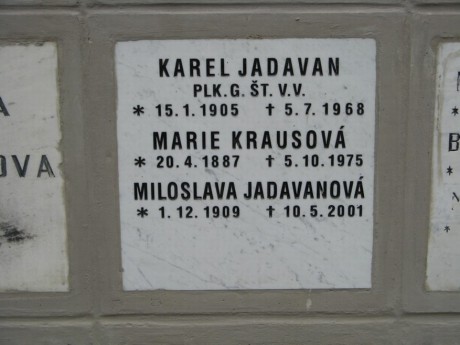 KAREL JADAVAN
PLK. G. ŠT. V.V.
* 15.1.1905 † 5.7.1968
MARIE KRAUSOVÁ
* 20.4.1887 † 5.10.1975
MILOSLAVA JADAVANOVÁ
* 1.12.1909 † 10.5.2001